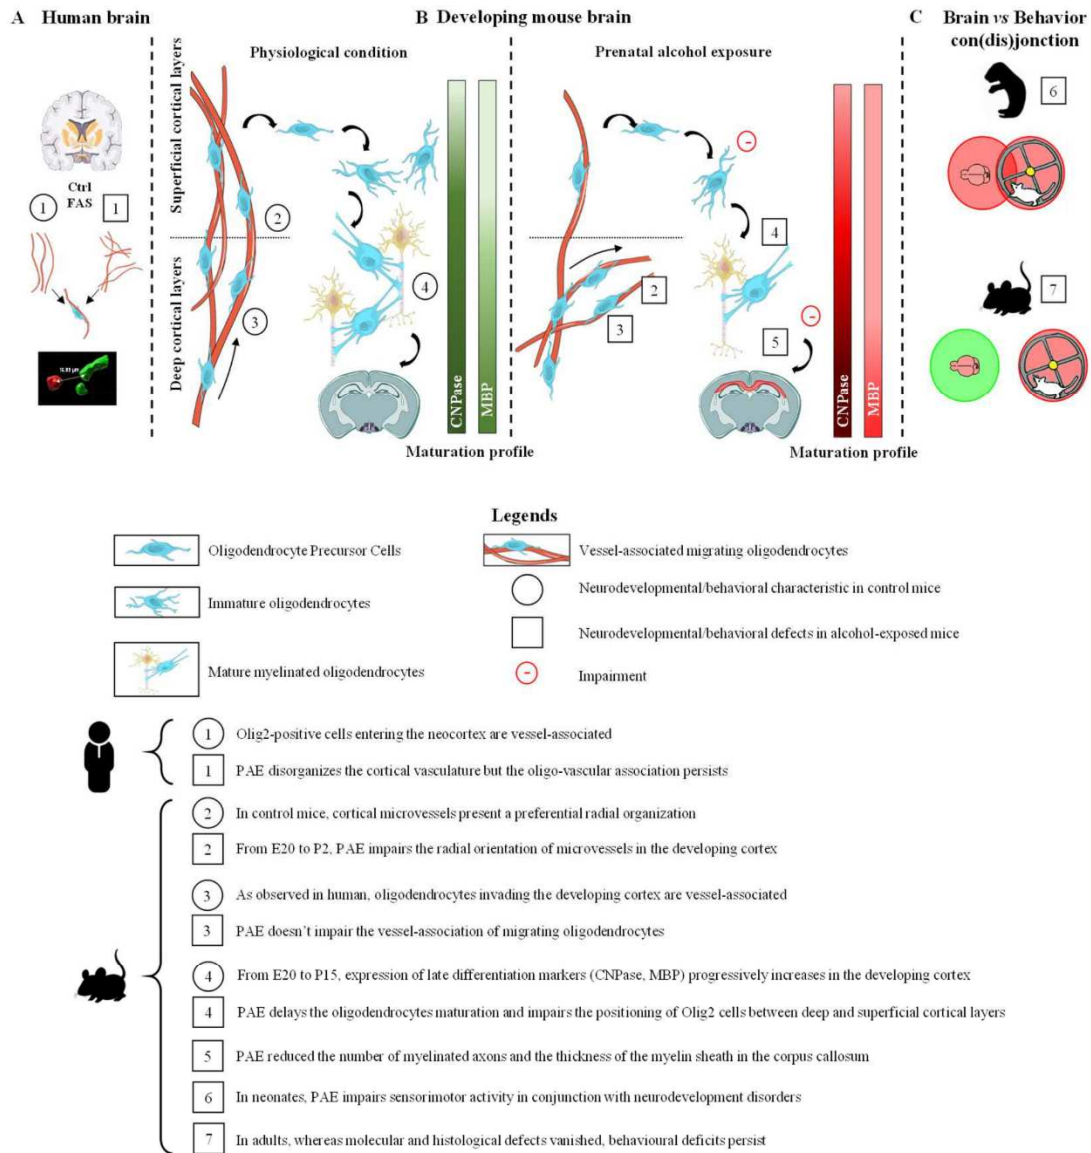 A Human brain
B Developing mouse brain
C Brain vs Behavior
con(dis)jonction
Physiological condition
Prenatal alcohol exposure
Superficial cortical layers
Deep cortical layers
Ctrl
FAS
1
1
2
3
4
CNPase
MBP
Maturation profile
2
3
4
5
-
-
CNPase
MBP
Maturation profile
6
7
Legends
Oligodendrocyte Precursor Cells
Immature oligodendrocytes
Mature myelinated oligodendrocytes
Vessel-associated migrating oligodendrocytes
Neurodevelopmental/behavioral characteristic in control mice
Neurodevelopmental/behavioral defects in alcohol-exposed mice
- Impairment
1 Olig2-positive cells entering the neocortex are vessel-associated
1 PAE disorganizes the cortical vasculature but the oligo-vascular association persists
2 In control mice, cortical microvessels present a preferential radial organization
2 From E20 to P2, PAE impairs the radial orientation of microvessels in the developing cortex
3 As observed in human, oligodendrocytes invading the developing cortex are vessel-associated
3 PAE doesn't impair the vessel-association of migrating oligodendrocytes
4 From E20 to P15, expression of late differentiation markers (CNPase, MBP) progressively increases in the developing cortex
4 PAE delays the oligodendrocytes maturation and impairs the positioning of Olig2 cells between deep and superficial cortical layers
5 PAE reduced the number of myelinated axons and the thickness of the myelin sheath in the corpus callosum
6 In neonates, PAE impairs sensorimotor activity in conjunction with neurodevelopment disorders
7 In adults, whereas molecular and histological defects vanished, behavioural deficits persist